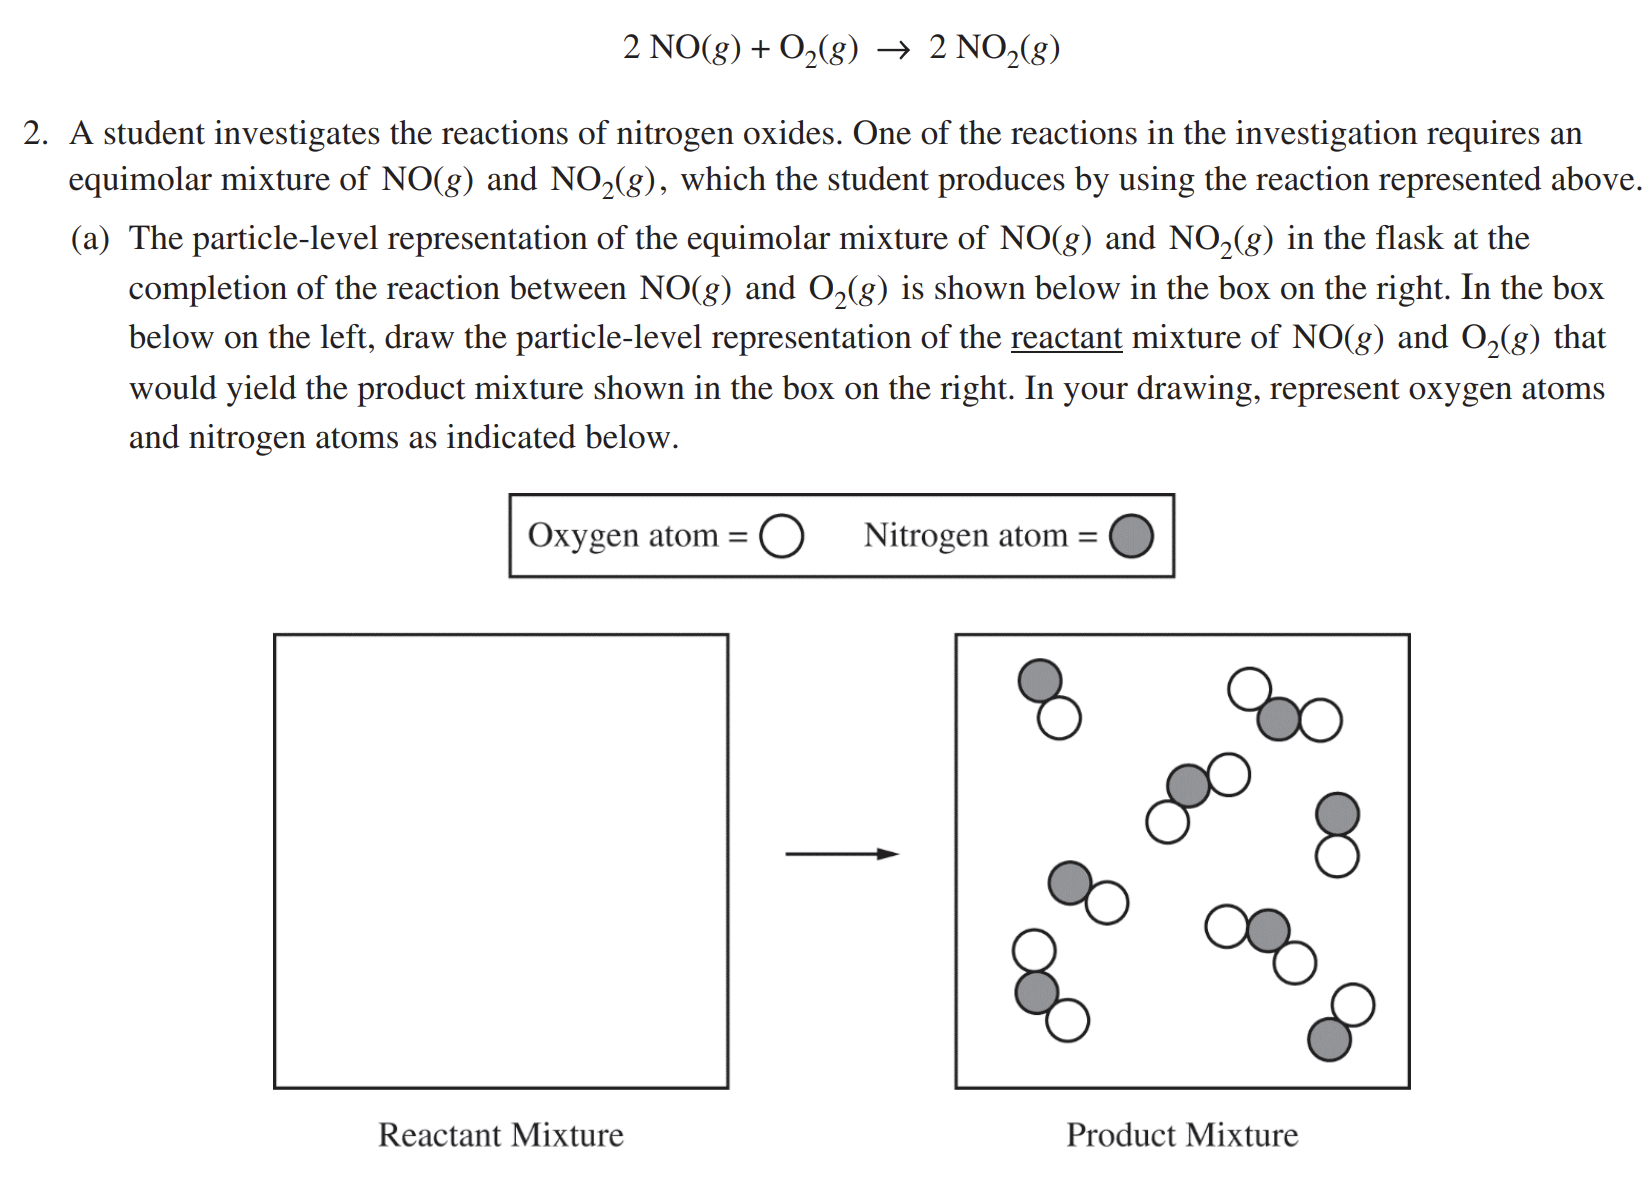 2 NO(g) + O₂(g) → 2 NO₂(g)
2. A student investigates the reactions of nitrogen oxides. One of the reactions in the investigation requires an
equimolar mixture of NO(g) and NO₂(g), which the student produces by using the reaction represented above.
(a) The particle-level representation of the equimolar mixture of NO(g) and NO₂(g) in the flask at the
completion of the reaction between NO(g) and O₂(g) is shown below in the box on the right. In the box
below on the left, draw the particle-level representation of the reactant mixture of NO(g) and O₂(g) that
would yield the product mixture shown in the box on the right. In your drawing, represent oxygen atoms
and nitrogen atoms as indicated below.
Oxygen atom = Nitrogen atom =
Reactant Mixture
Product Mixture